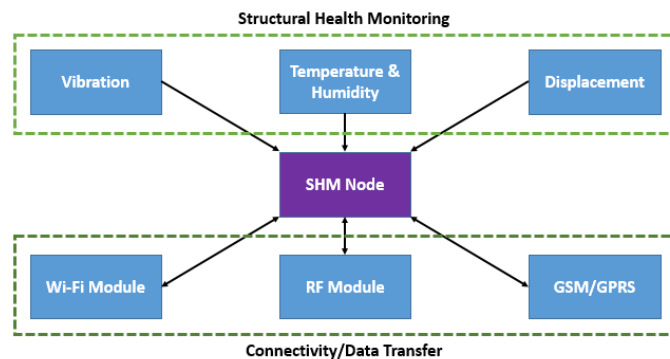 Structural Health Monitoring
Vibration
Temperature &
Humidity
Displacement
SHM Node
Wi-Fi Module
RF Module
GSM/GPRS
Connectivity/Data Transfer